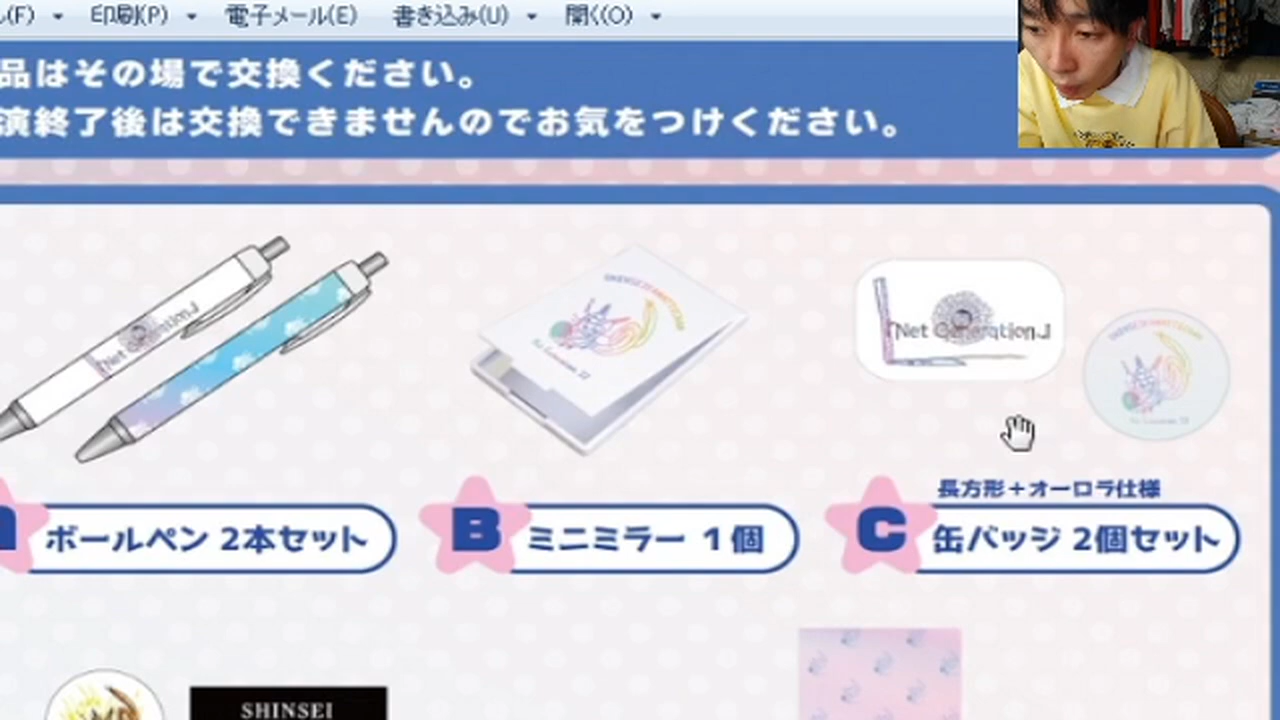 (F) 印刷(P) 電子メール(E) 書き込み(U) 開く(O)
品はその場で交換ください。
演終了後は交換できませんのでお気をつけください。
『Net Generation』
『Net Generation』
長方形+オーロラ仕様
ボールペン 2本セット
B ミニミラー 1個
C 缶バッジ 2個セット
SHINSEI